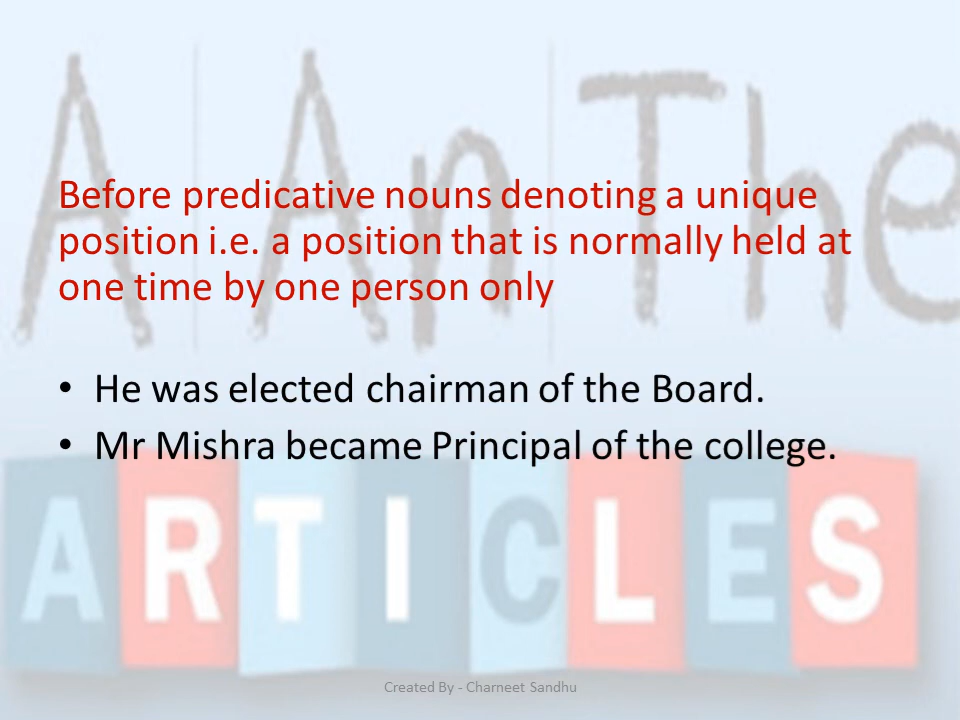 A An The
Before predicative nouns denoting a unique
position i.e. a position that is normally held at
one time by one person only
• He was elected chairman of the Board.
• Mr Mishra became Principal of the college.
ARTICLES
Created By - Charneet Sandhu